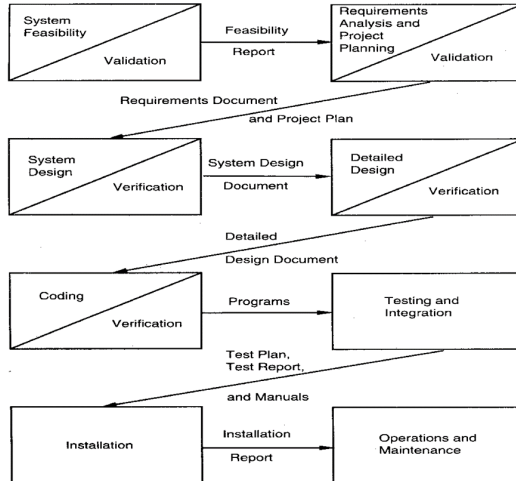 System
Feasibility
Validation
Feasibility
Report
Requirements
Analysis and
Project
Planning
Validation
Requirements Document
and Project Plan
System
Design
Verification
System Design
Document
Detailed
Design
Verification
Detailed
Design Document
Coding
Verification
Programs
Testing and
Integration
Test Plan,
Test Report,
and Manuals
Installation
Installation
Report
Operations and
Maintenance